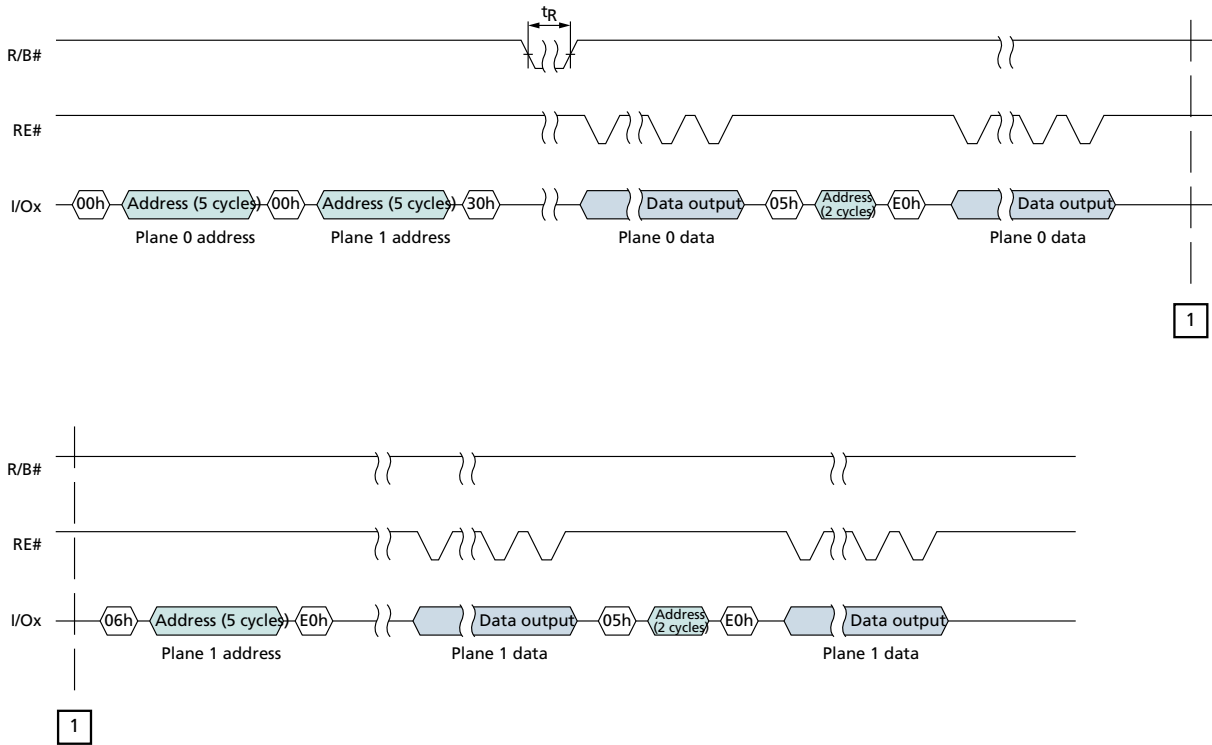 tR
R/B#
RE#
I/Ox 00h Address (5 cycles) 00h Address (5 cycles) 30h Data output 05h Address (2 cycles) E0h Data output
Plane 0 address Plane 1 address Plane 0 data Plane 0 data
1
R/B#
RE#
I/Ox 06h Address (5 cycles) E0h Data output 05h Address (2 cycles) E0h Data output
Plane 1 address Plane 1 data Plane 1 data
1